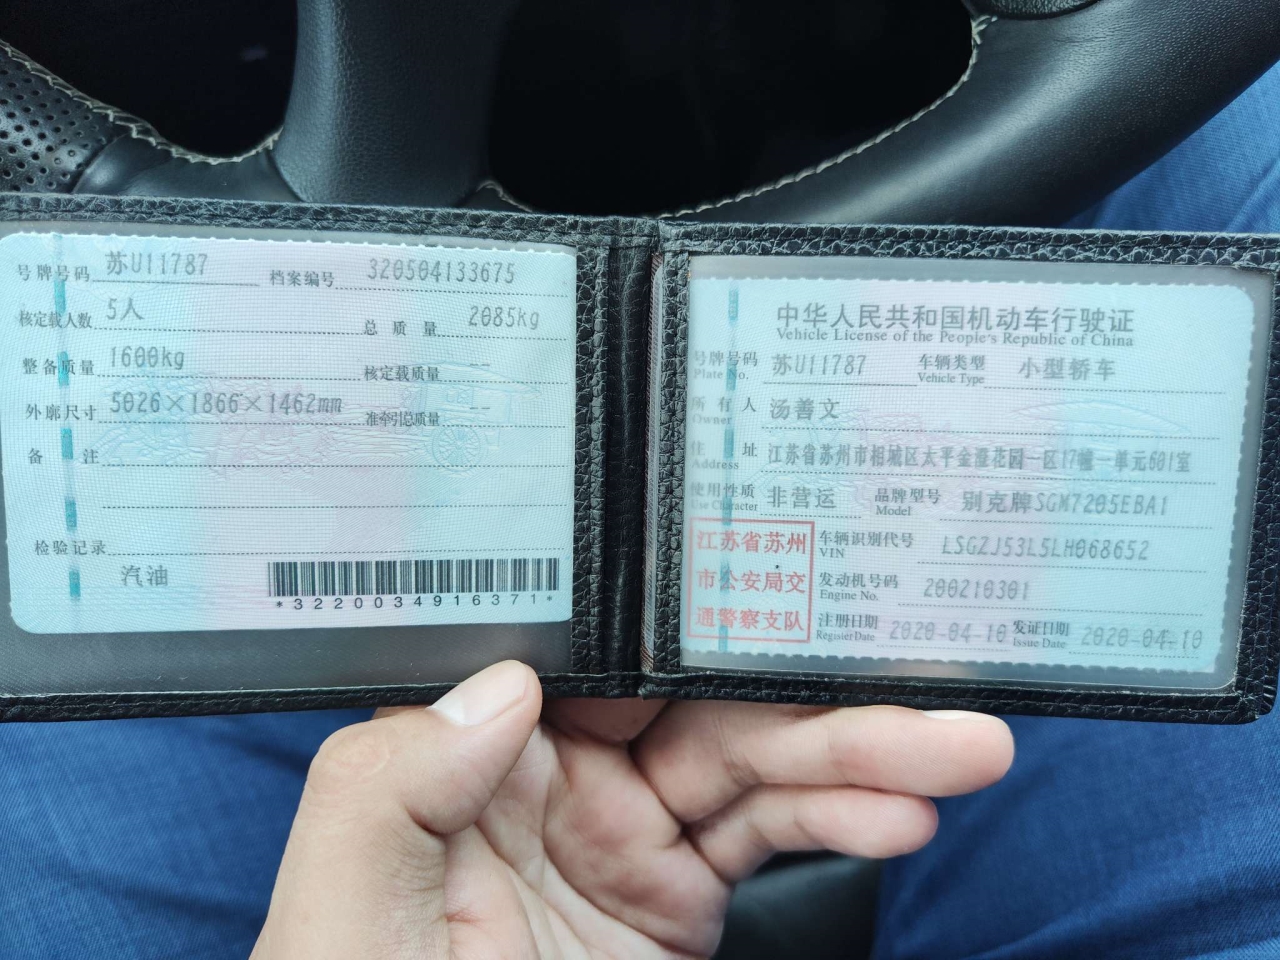 号牌号码 苏U11787 档案编号 320504133675
核定载人数 5人 总质量 2085kg
整备质量 1600kg 核定载质量 --
外廓尺寸 5026×1866×1462mm 准牵引总质量 --
备注
检验记录
汽油
*3220034916371*
中华人民共和国机动车行驶证
Vehicle License of the People's Republic of China
号牌号码 苏U11787 车辆类型 小型轿车
Plate No. Vehicle Type
所有人 汤善文
Owner
住址 江苏省苏州市相城区太平金澄花园一区17幢一单元601室
Address
使用性质 非营运 品牌型号 别克牌SGM7205EBA1
Use Character Model
江苏省苏州
市公安局交
通警察支队
车辆识别代号 LSGZJ53L5LH068652
VIN
发动机号码 200210301
Engine No.
注册日期 2020-04-10 发证日期 2020-04-10
Register Date Issue Date